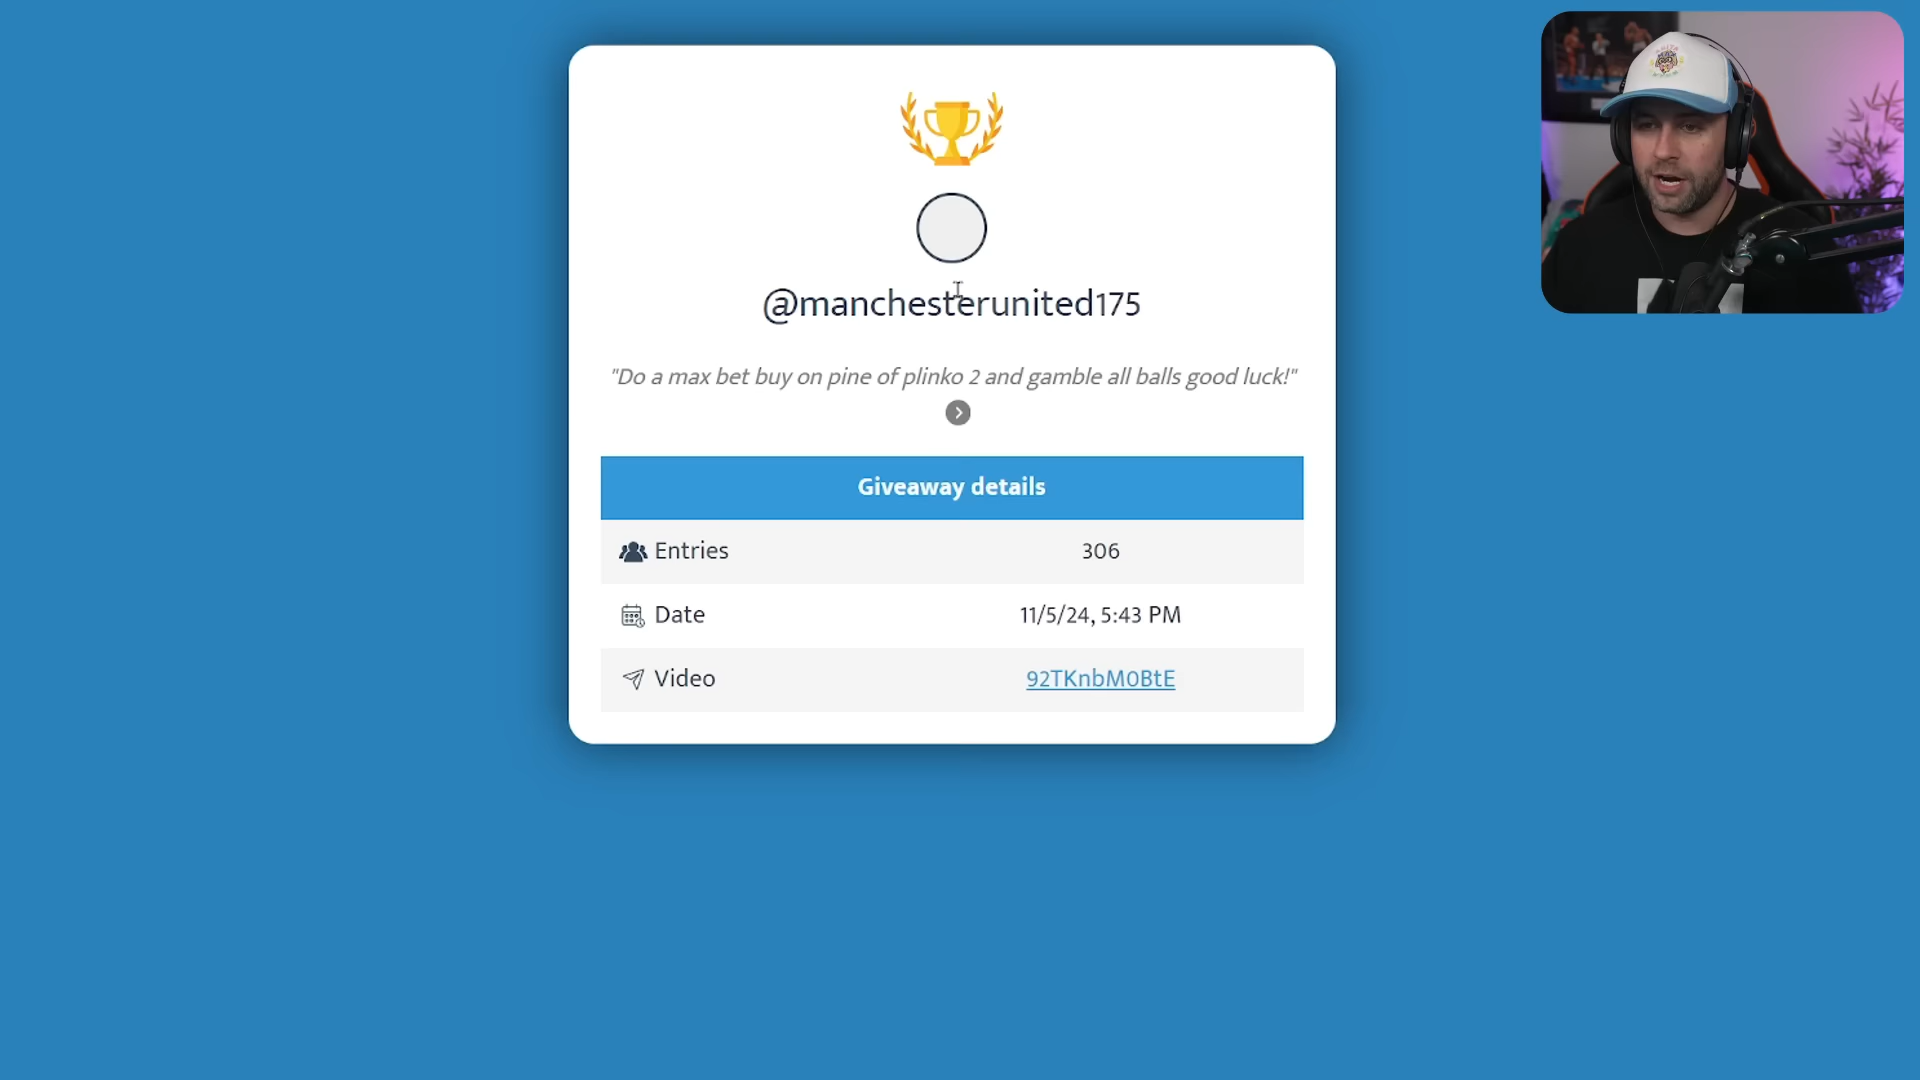 @manchesterunited175
"Do a max bet buy on pine of plinko 2 and gamble all balls good luck!"
Giveaway details
Entries 306
Date 11/5/24, 5:43 PM
Video 92TKnbM0BtE